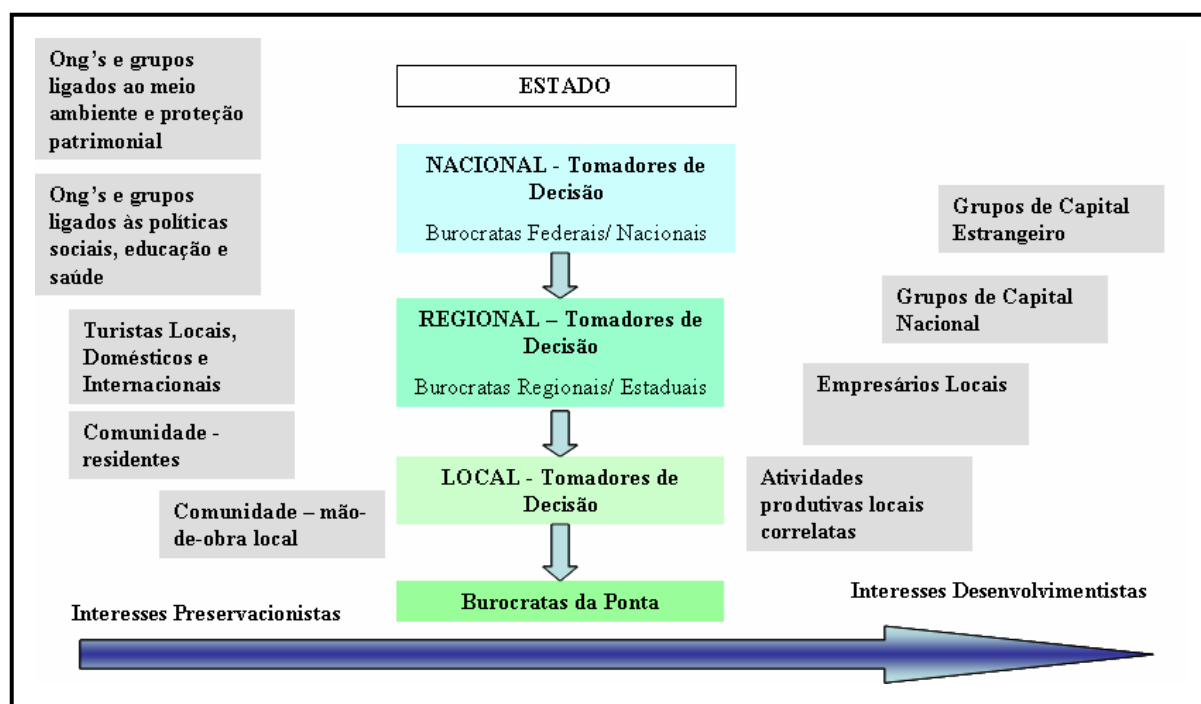 Ong's e grupos
ligados ao meio
ambiente e proteção
patrimonial
Ong's e grupos
ligados às políticas
sociais, educação e
saúde
Turistas Locais,
Domésticos e
Internacionais
Comunidade -
residentes
Comunidade – mão-
de-obra local
ESTADO
NACIONAL - Tomadores de
Decisão
Burocratas Federais/ Nacionais
REGIONAL – Tomadores de
Decisão
Burocratas Regionais/ Estaduais
LOCAL - Tomadores de
Decisão
Burocratas da Ponta
Grupos de Capital
Estrangeiro
Grupos de Capital
Nacional
Empresários Locais
Atividades
produtivas locais
correlatas
Interesses Preservacionistas
Interesses Desenvolvimentistas